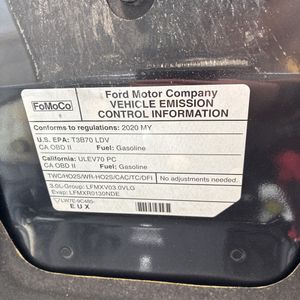 FoMoCo
Ford Motor Company
VEHICLE EMISSION
CONTROL INFORMATION
Conforms to regulations: 2020 MY
U.S. EPA: T3B70 LDV
CA OBD II Fuel: Gasoline
California: ULEV70 PC
CA OBD II Fuel: Gasoline
TWC/HO2S/WR-HO2S/CAC/TC/DFI
No adjustments needed.
3.0L-Group: LFMXV03.0VLG
Evap: LFMXR0130NDE
LW7E-9C485-
EUX